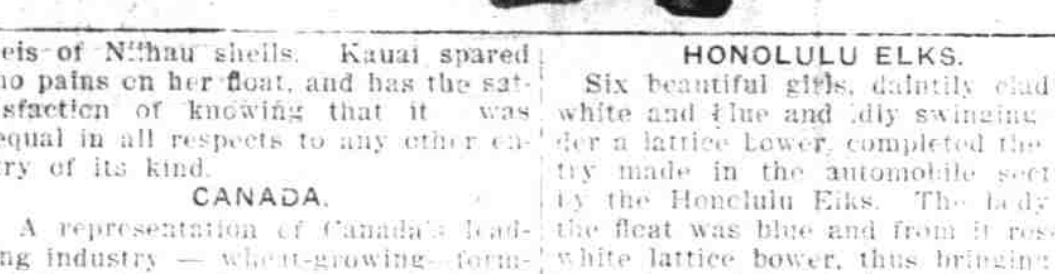 leis of Niihau shells. Kauai spared
no pains on her float, and has the sat-
isfaction of knowing that it was
equal in all respects to any other en-
try of its kind.
CANADA.
A representation of Canada's lead-
ing industry — wheat-growing—form-
HONOLULU ELKS.
Six beautiful girls, daintily clad
white and blue and idly swinging
der a lattice bower, completed the
try made in the automobile sect
by the Honolulu Elks. The lady
the float was blue and from it ros
white lattice bower, thus bringing